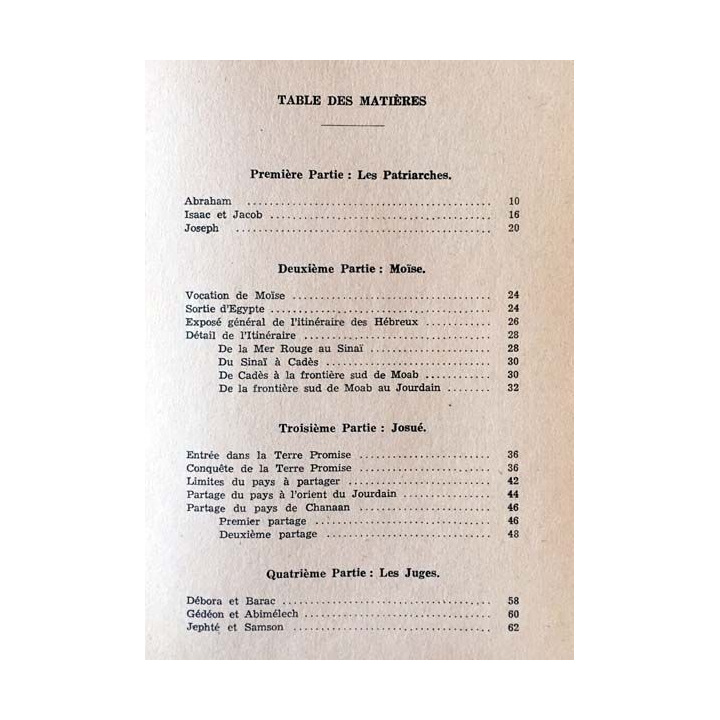 TABLE DES MATIÈRES
Première Partie : Les Patriarches.
Abraham ........................................ 10
Isaac et Jacob ........................................ 16
Joseph ........................................ 20
Deuxième Partie : Moïse.
Vocation de Moïse ........................................ 24
Sortie d'Egypte ........................................ 24
Exposé général de l'itinéraire des Hébreux ............ 26
Détail de l'Itinéraire ........................................ 28
De la Mer Rouge au Sinaï ........................ 28
Du Sinaï à Cadès ................................ 30
De Cadès à la frontière sud de Moab ............ 30
De la frontière sud de Moab au Jourdain ........ 32
Troisième Partie : Josué.
Entrée dans la Terre Promise ........................ 36
Conquête de la Terre Promise ........................ 36
Limites du pays à partager ........................ 42
Partage du pays à l'orient du Jourdain ................ 44
Partage du pays de Chanaan ........................ 46
Premier partage ................................ 46
Deuxième partage ................................ 48
Quatrième Partie : Les Juges.
Débora et Barac ........................................ 58
Gédéon et Abimélech ................................ 60
Jephté et Samson ................................ 62